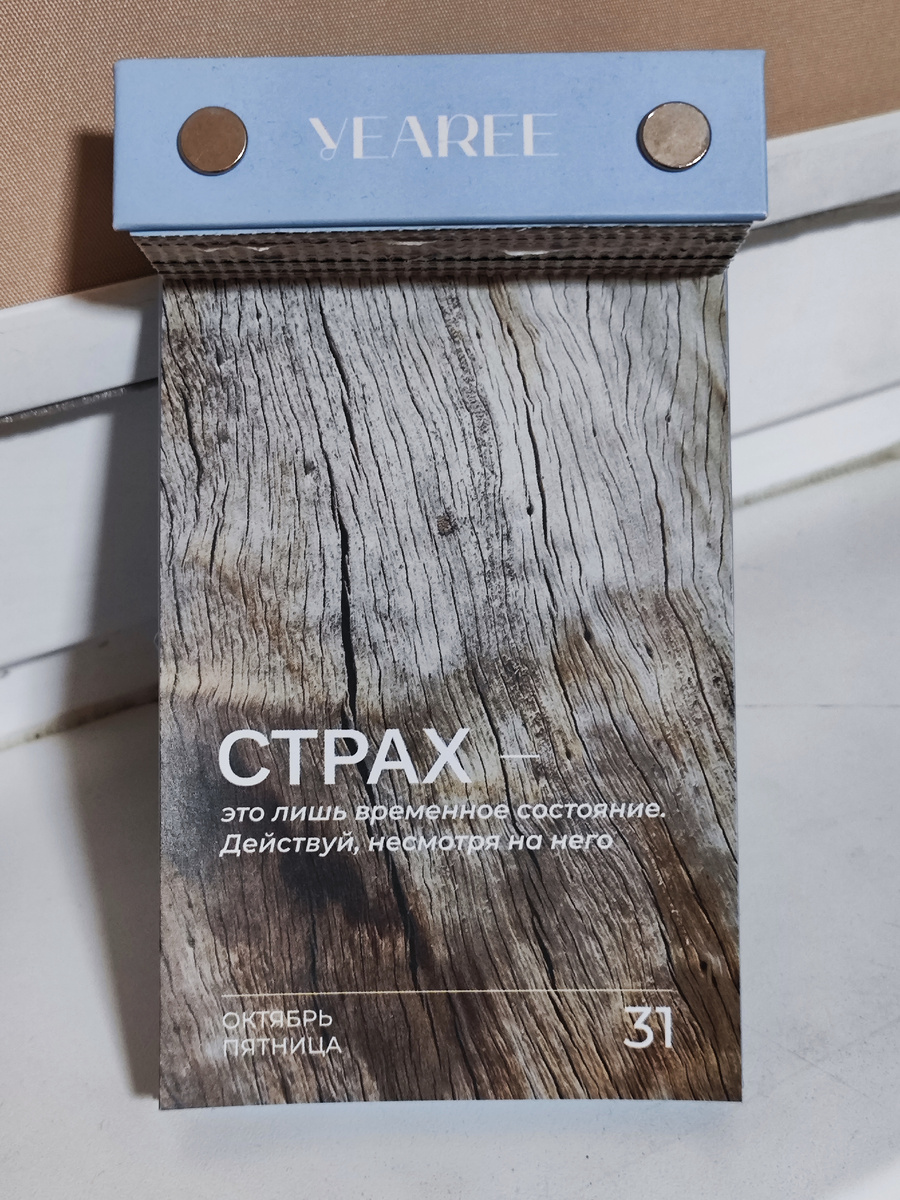 YEAREE
СТРАХ —
это лишь временное состояние.
Действуй, несмотря на него
ОКТЯБРЬ
ПЯТНИЦА
31